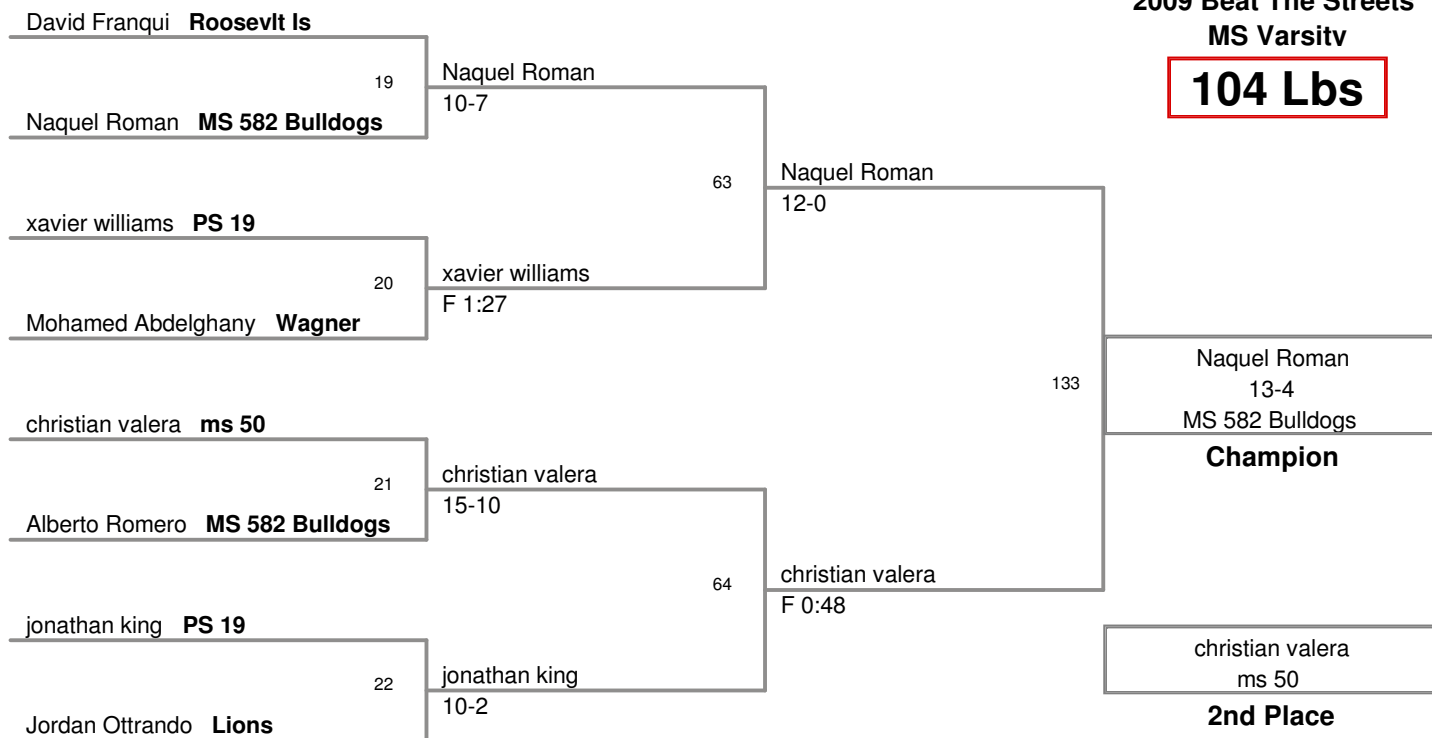 2009 Beat The Streets
MS Varsity
104 Lbs
David Franqui Roosevlt Is
19
Naquel Roman
10-7
Naquel Roman MS 582 Bulldogs
63
Naquel Roman
12-0
xavier williams PS 19
20
xavier williams
F 1:27
Mohamed Abdelghany Wagner
133
Naquel Roman
13-4
MS 582 Bulldogs
Champion
christian valera ms 50
21
christian valera
15-10
Alberto Romero MS 582 Bulldogs
64
christian valera
F 0:48
jonathan king PS 19
22
jonathan king
10-2
Jordan Ottrando Lions
christian valera
ms 50
2nd Place